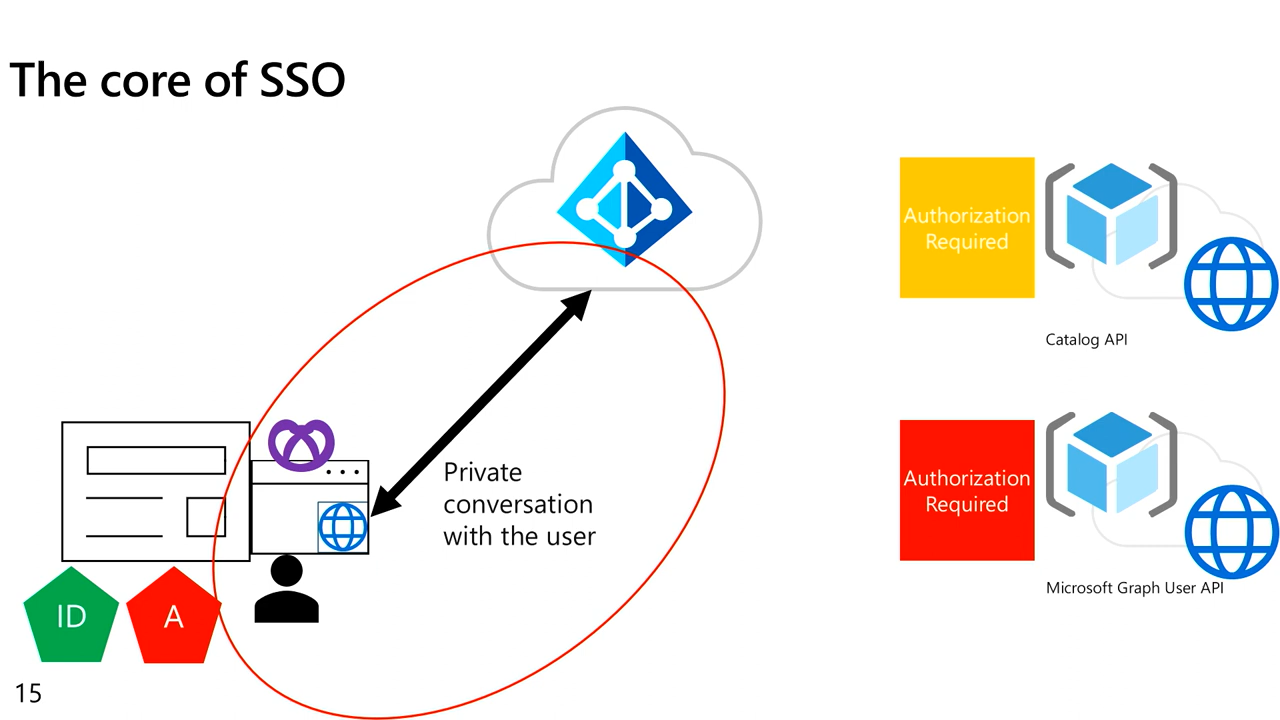 The core of SSO
Authorization
Required
Catalog API
Private
conversation
with the user
Authorization
Required
Microsoft Graph User API
ID
A
15